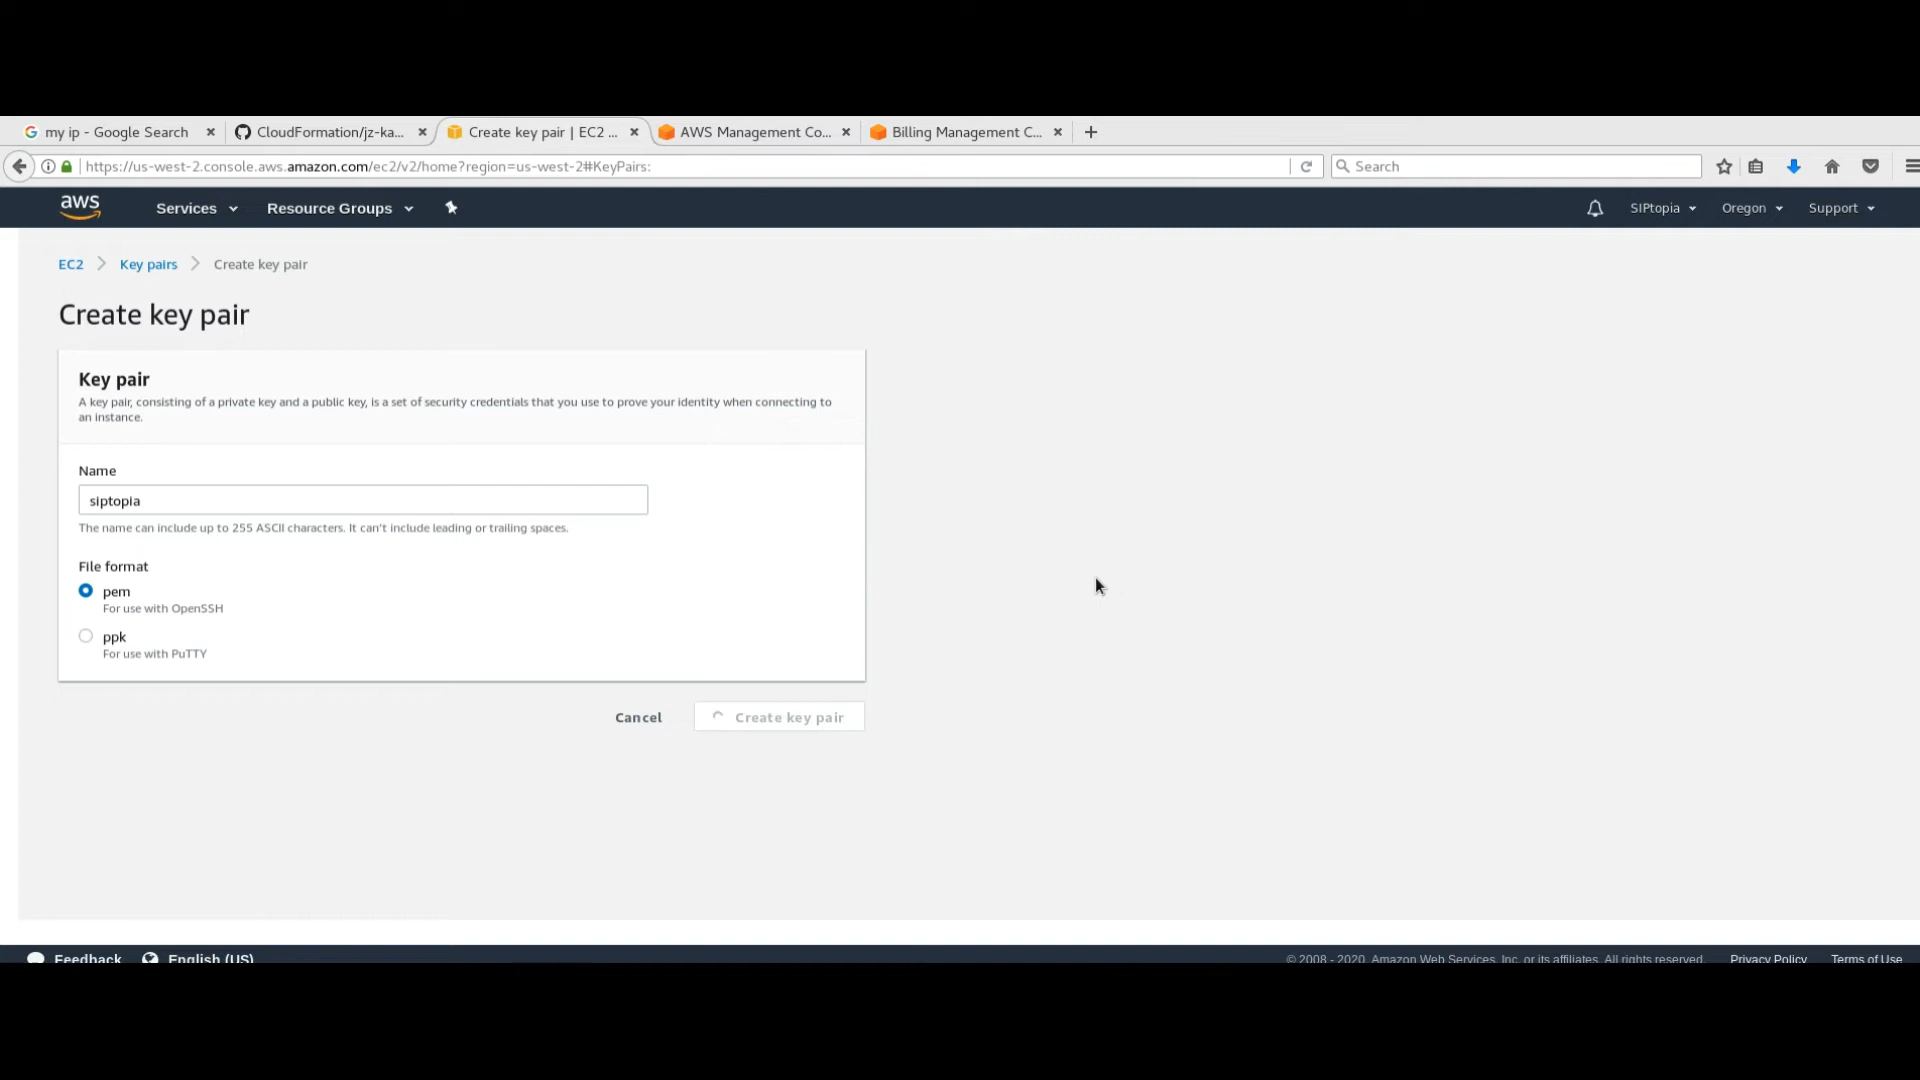 my ip - Google Search
CloudFormation/jz-ka...
Create key pair | EC2 ...
AWS Management Co...
Billing Management C...
https://us-west-2.console.aws.amazon.com/ec2/v2/home?region=us-west-2#KeyPairs:
Search
aws
Services
Resource Groups
SIPtopia
Oregon
Support
EC2
Key pairs
Create key pair
Create key pair
Key pair
A key pair, consisting of a private key and a public key, is a set of security credentials that you use to prove your identity when connecting to
an instance.
Name
siptopia
The name can include up to 255 ASCII characters. It can't include leading or trailing spaces.
File format
pem
For use with OpenSSH
ppk
For use with PuTTY
Cancel
Create key pair
Feedback
English (US)
© 2008 - 2020, Amazon Web Services, Inc. or its affiliates. All rights reserved.
Privacy Policy
Terms of Use